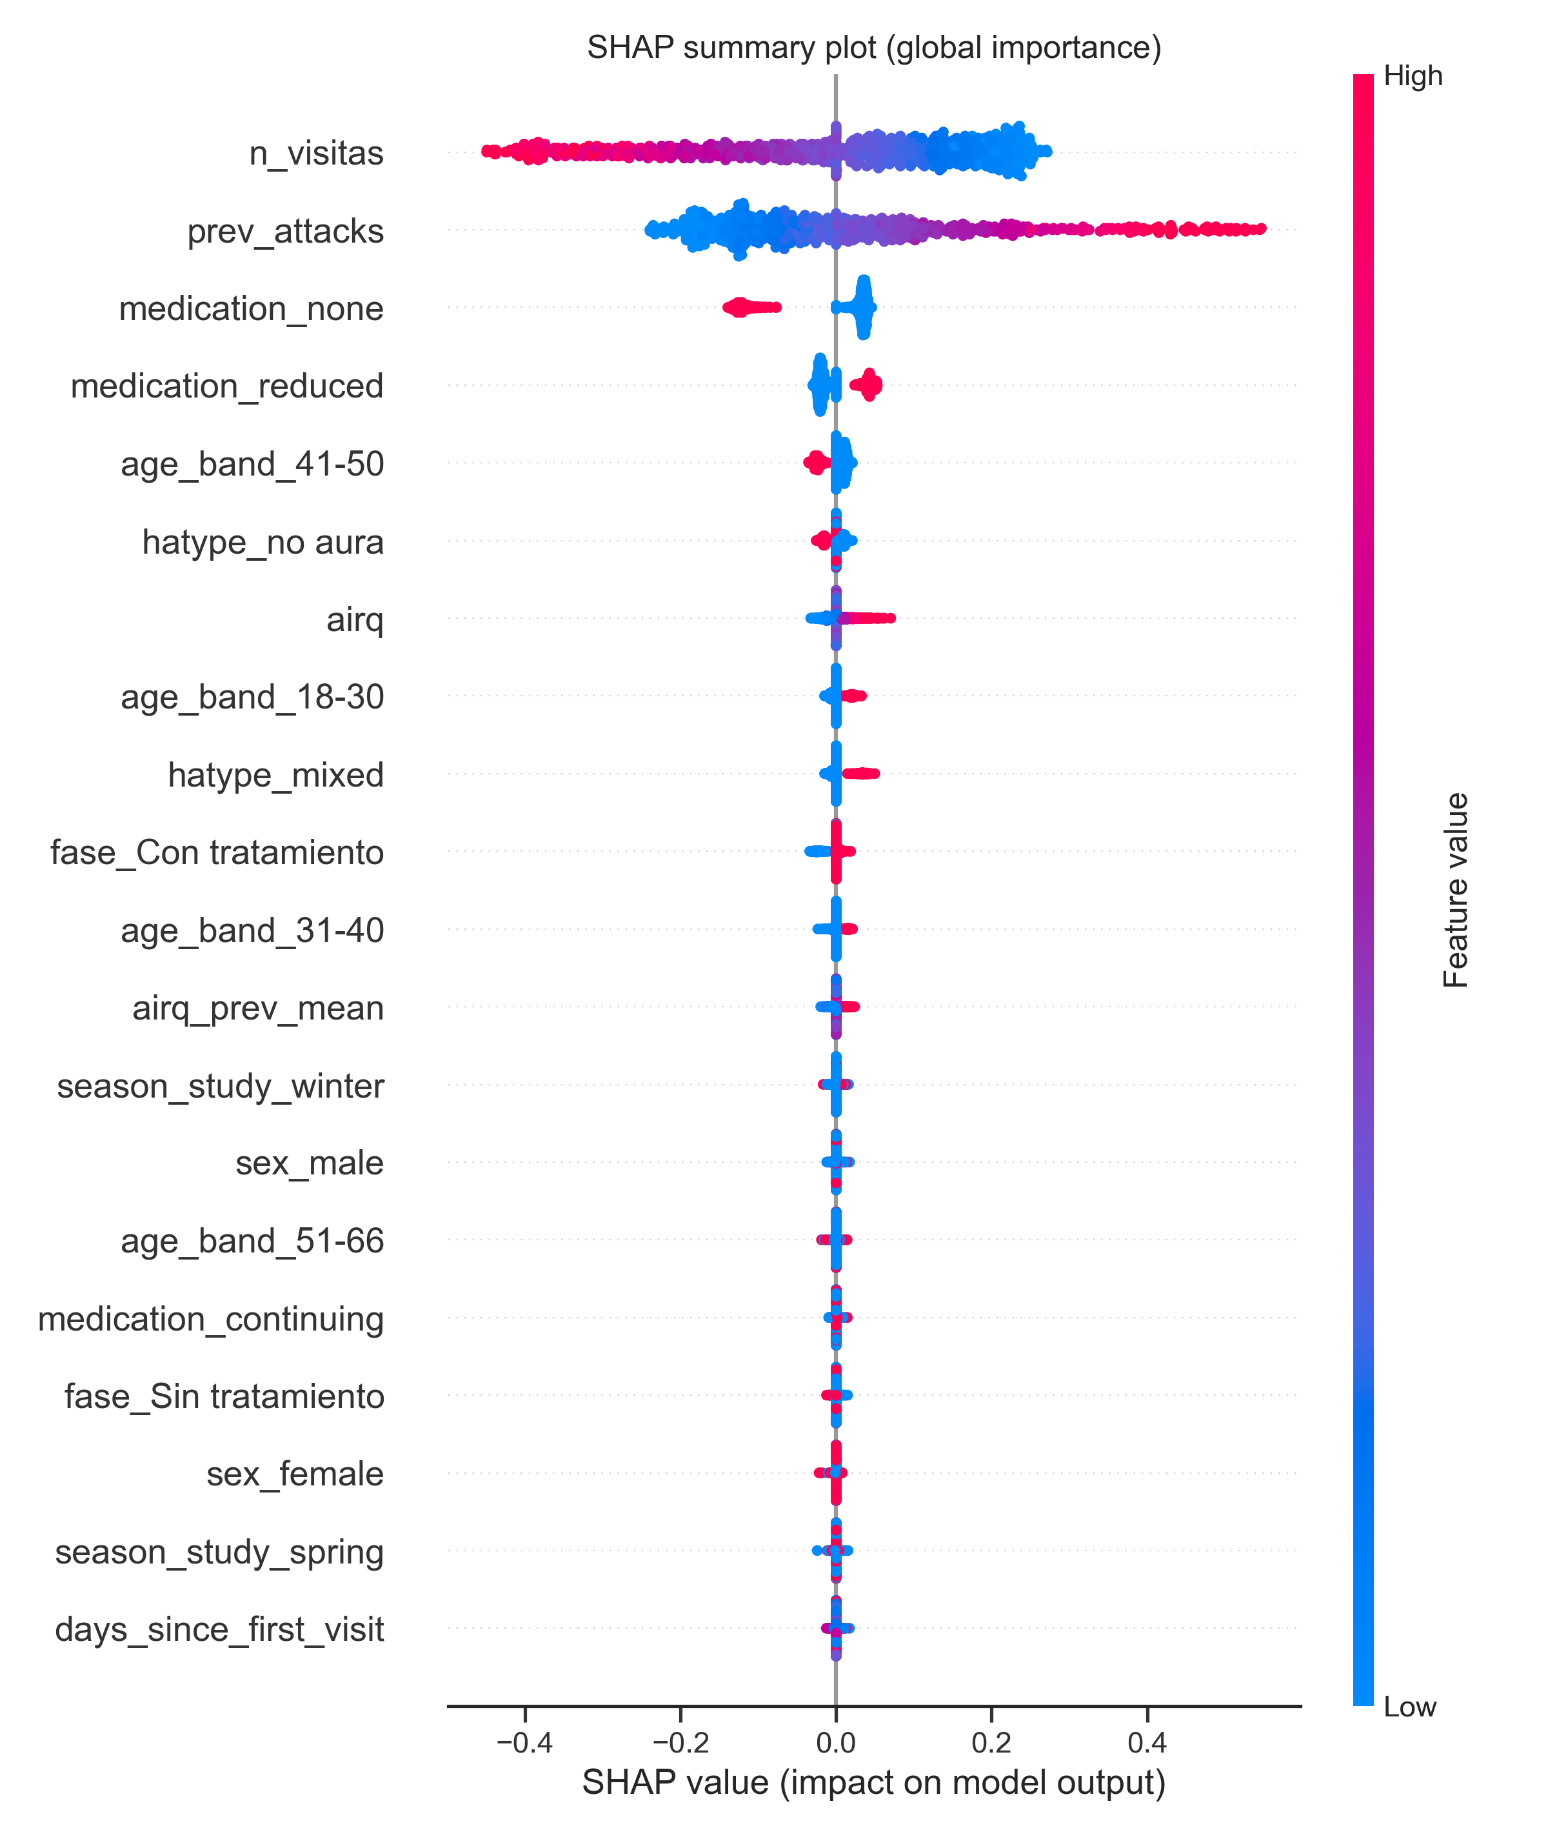 SHAP summary plot (global importance)
High
n_visitas
prev_attacks
medication_none
medication_reduced
age_band_41-50
hatype_no aura
airq
age_band_18-30
hatype_mixed
fase_Con tratamiento
age_band_31-40
airq_prev_mean
season_study_winter
sex_male
age_band_51-66
medication_continuing
fase_Sin tratamiento
sex_female
season_study_spring
days_since_first_visit
Feature value
Low
−0.4 −0.2 0.0 0.2 0.4
SHAP value (impact on model output)